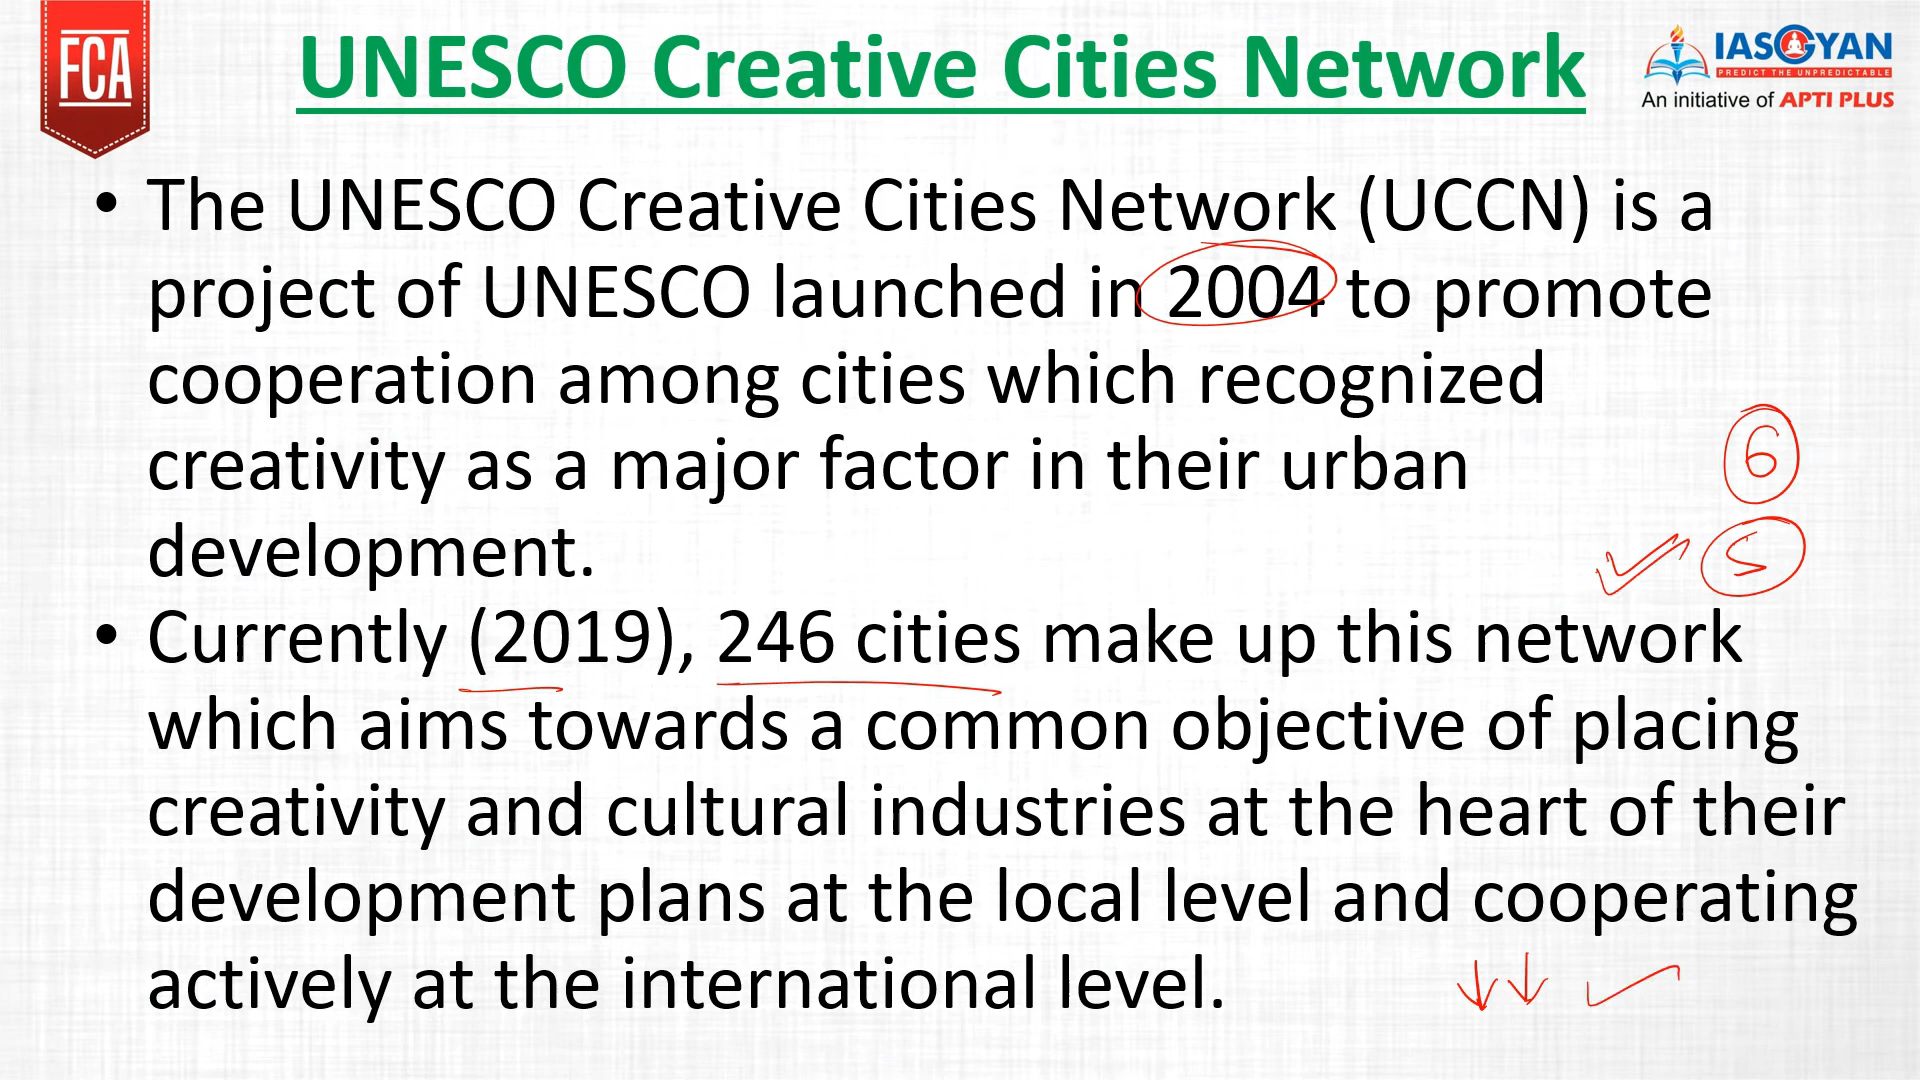 FCA
UNESCO Creative Cities Network
IASGYAN
PREDICT THE UNPREDICTABLE
An initiative of APTI PLUS
• The UNESCO Creative Cities Network (UCCN) is a
project of UNESCO launched in 2004 to promote
cooperation among cities which recognized
creativity as a major factor in their urban
development.
6
5
• Currently (2019), 246 cities make up this network
which aims towards a common objective of placing
creativity and cultural industries at the heart of their
development plans at the local level and cooperating
actively at the international level.